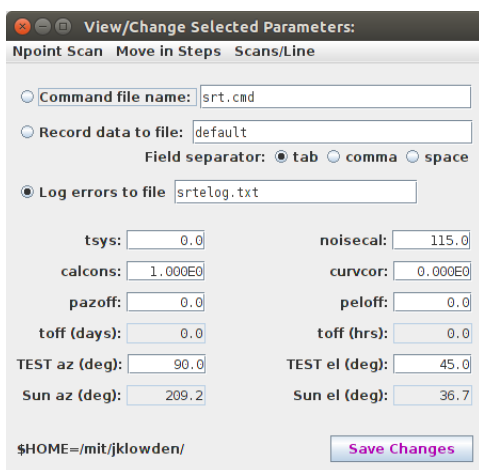 View/Change Selected Parameters:
Npoint Scan Move in Steps Scans/Line
Command file name: srt.cmd
Record data to file: default
Field separator: tab comma space
Log errors to file srtelog.txt
tsys: 0.0 noisecal: 115.0
calcons: 1.000E0 curvcor: 0.000E0
pazoff: 0.0 peloff: 0.0
toff (days): 0.0 toff (hrs): 0.0
TEST az (deg): 90.0 TEST el (deg): 45.0
Sun az (deg): 209.2 Sun el (deg): 36.7
$HOME=/mit/jklowden/ Save Changes